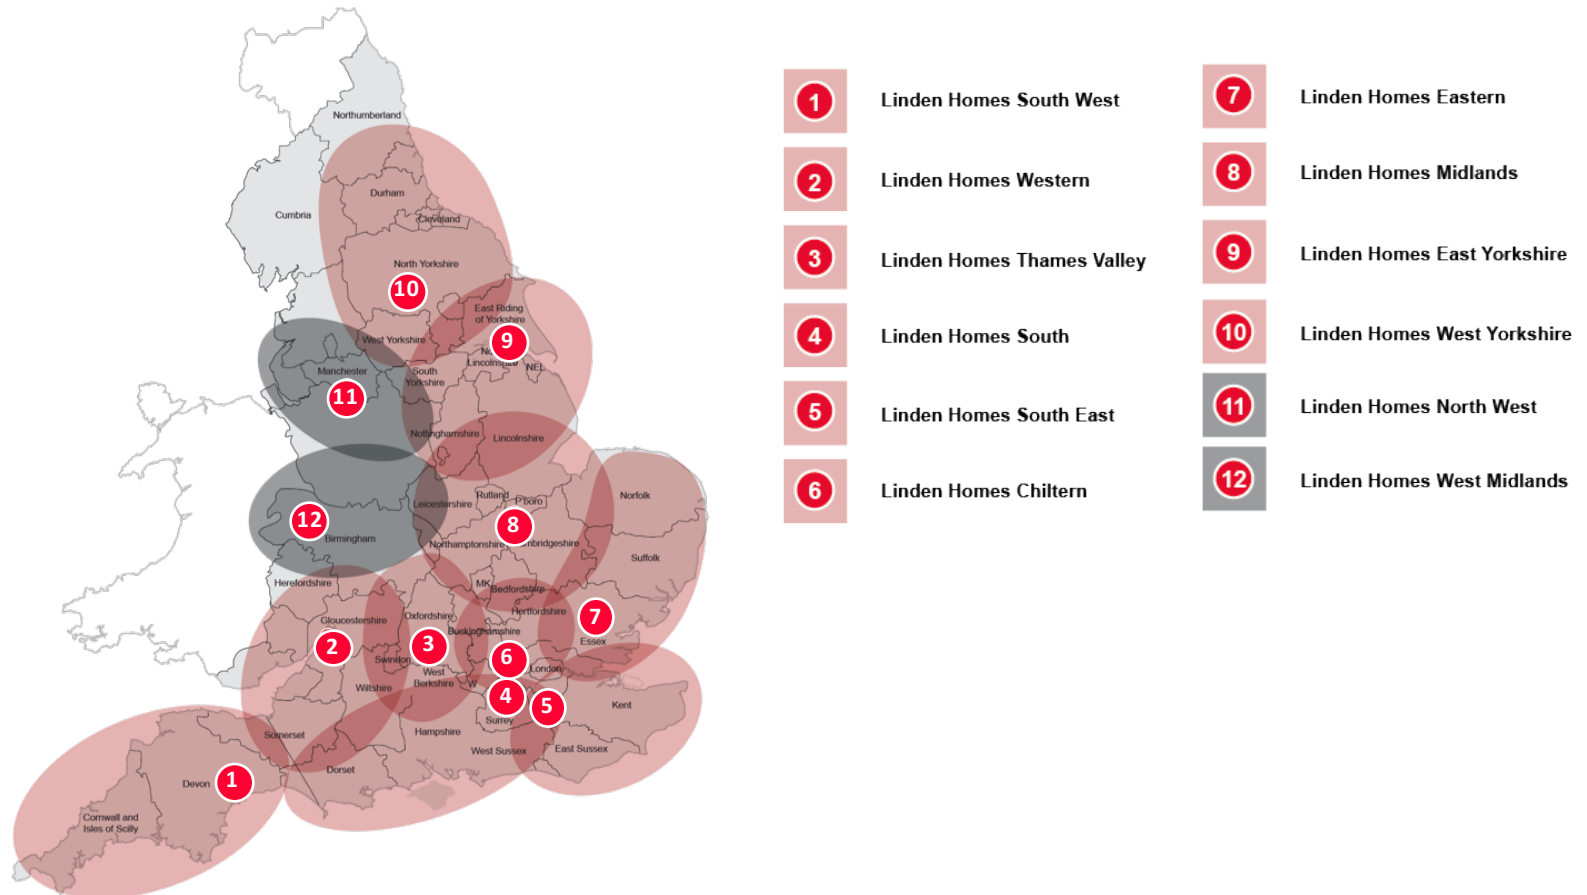 Northumberland
Durham
Cleveland
Cumbria
North Yorkshire
10
East Riding
of Yorkshire
9
West Yorkshire
Lincolnshire
NEL
Manchester
South
Yorkshire
11
Nottinghamshire
Lincolnshire
Leicestershire
Rutland
P'boro
Norfolk
12
8
Birmingham
Northamptonshire
mbridgeshire
Suffolk
Herefordshire
MK
Bedfordshire
Gloucestershire
Oxfordshire
Hertfordshire
7
Buckinghamshire
Essex
2
3
6
Swindon
West
Berkshire
London
W
Wiltshire
4
5
Surrey
Kent
Somerset
Hampshire
West Sussex
East Sussex
Dorset
Devon
1
Cornwall and
Isles of Scilly
1 Linden Homes South West
2 Linden Homes Western
3 Linden Homes Thames Valley
4 Linden Homes South
5 Linden Homes South East
6 Linden Homes Chiltern
7 Linden Homes Eastern
8 Linden Homes Midlands
9 Linden Homes East Yorkshire
10 Linden Homes West Yorkshire
11 Linden Homes North West
12 Linden Homes West Midlands